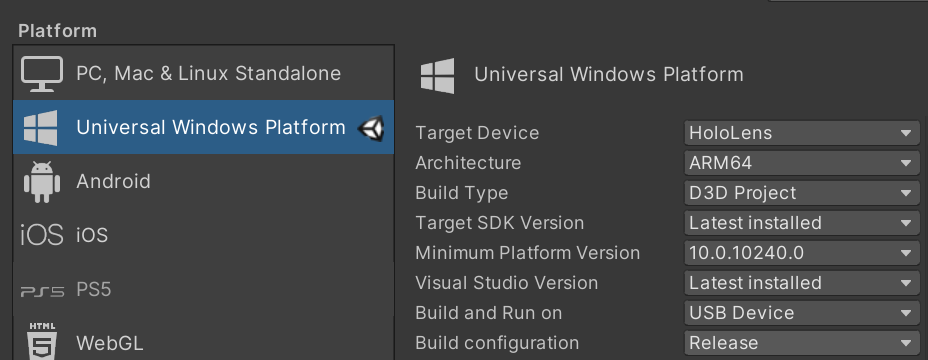 Platform
PC, Mac & Linux Standalone
Universal Windows Platform
Android
iOS iOS
PS5 PS5
HTML
5 WebGL
Universal Windows Platform
Target Device HoloLens
Architecture ARM64
Build Type D3D Project
Target SDK Version Latest installed
Minimum Platform Version 10.0.10240.0
Visual Studio Version Latest installed
Build and Run on USB Device
Build configuration Release